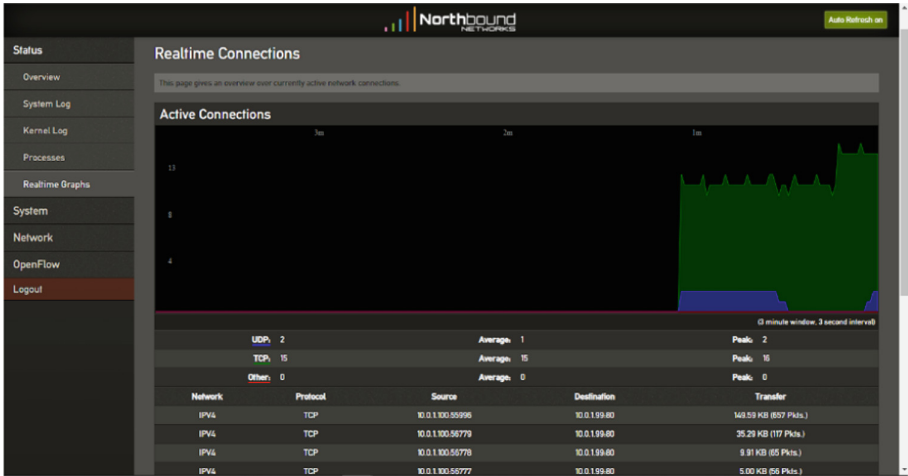 Northbound
NETWORKS
Auto Refresh on
Status
Overview
System Log
Kernel Log
Processes
Realtime Graphs
System
Network
OpenFlow
Logout
Realtime Connections
This page gives an overview over currently active network connections.
Active Connections
3m 2m 1m
13
8
4
(3 minute window, 3 second interval)
UDP: 2 Average: 1 Peak: 2
TCP: 15 Average: 15 Peak: 16
Other: 0 Average: 0 Peak: 0
Network Protocol Source Destination Transfer
IPV4 TCP 10.0.1.100:55996 10.0.1.99:80 149.59 KB (657 Pkts.)
IPV4 TCP 10.0.1.100:56779 10.0.1.99:80 35.29 KB (117 Pkts.)
IPV4 TCP 10.0.1.100:56778 10.0.1.99:80 9.91 KB (65 Pkts.)
IPV4 TCP 10.0.1.100:56777 10.0.1.99:80 5.00 KB (56 Pkts.)